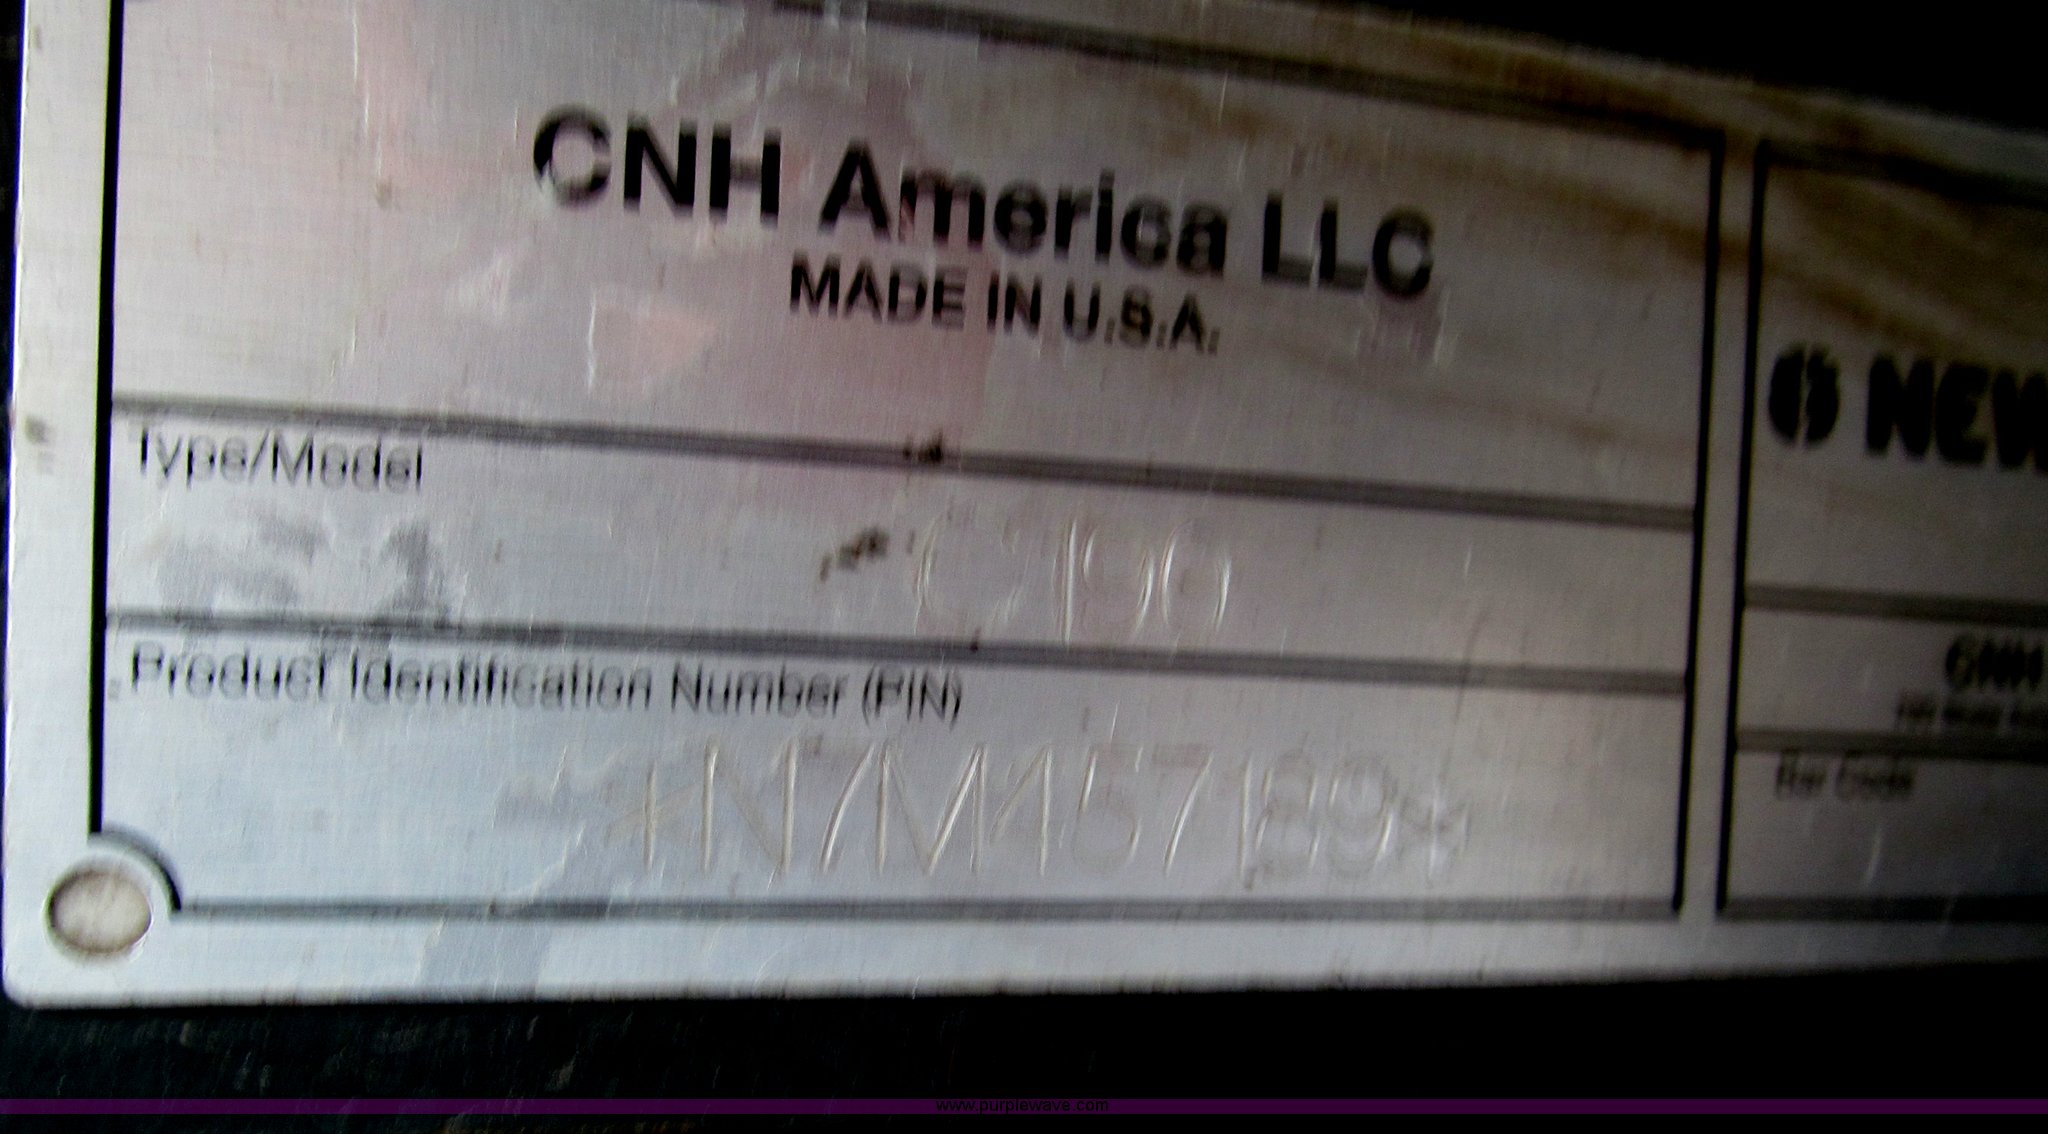 CNH America LLC
MADE IN U.S.A.
Type/Model
C190
Product Identification Number (PIN)
*N7M457189*
NEW
CNH
Bar Code
www.purplewave.com